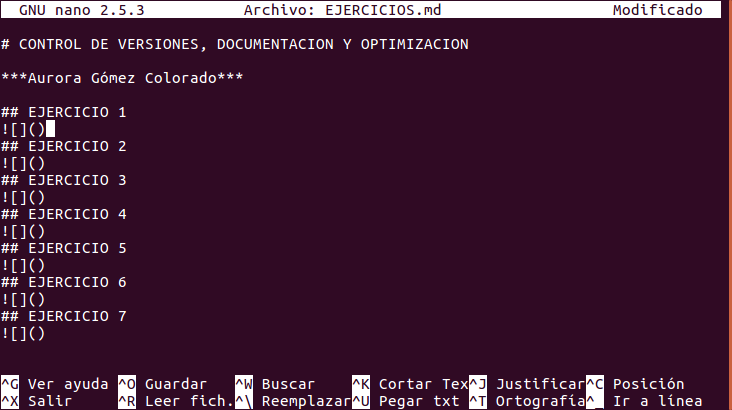 GNU nano 2.5.3 Archivo: EJERCICIOS.md Modificado
# CONTROL DE VERSIONES, DOCUMENTACION Y OPTIMIZACION
***Aurora Gómez Colorado***
## EJERCICIO 1
![]()
## EJERCICIO 2
![]()
## EJERCICIO 3
![]()
## EJERCICIO 4
![]()
## EJERCICIO 5
![]()
## EJERCICIO 6
![]()
## EJERCICIO 7
![]()
^G Ver ayuda ^O Guardar ^W Buscar ^K Cortar Tex^J Justificar^C Posición
^X Salir ^R Leer fich.^\ Reemplazar^U Pegar txt ^T Ortografía^_ Ir a línea